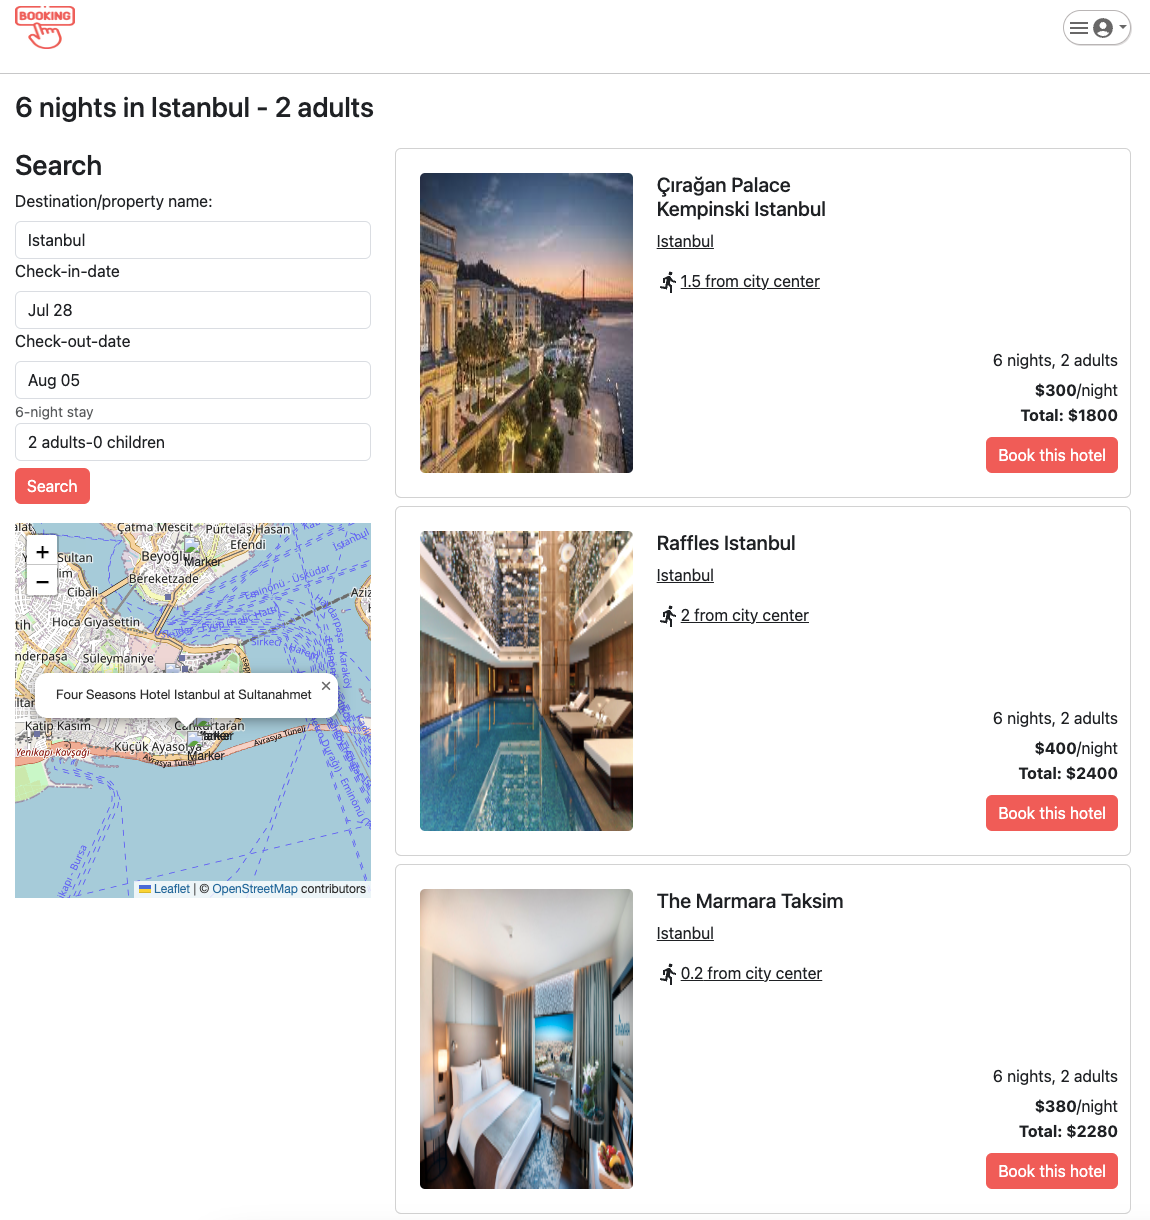 BOOKING
6 nights in Istanbul - 2 adults
Search
Destination/property name:
Istanbul
Check-in-date
Jul 28
Check-out-date
Aug 05
6-night stay
2 adults-0 children
Search
Çatma Mescit
Pürtelaş Hasan
Efendi
Beyoğlu
Marker
Bereketzade
+
−
Cibali
Hoca Gıyasettin
Süleymaniye
Eminönü - Üsküdar
İstanbul
Four Seasons Hotel Istanbul at Sultanahmet
×
Katip Kasım
Cankurtaran
Küçük Ayasofya
Marker
Yenikapı Kavşağı
Avrasya Tüneli
Avrasya Tüneli
Leaflet | © OpenStreetMap contributors
Çırağan Palace
Kempinski Istanbul
Istanbul
1.5 from city center
6 nights, 2 adults
$300/night
Total: $1800
Book this hotel
Raffles Istanbul
Istanbul
2 from city center
6 nights, 2 adults
$400/night
Total: $2400
Book this hotel
The Marmara Taksim
Istanbul
0.2 from city center
6 nights, 2 adults
$380/night
Total: $2280
Book this hotel